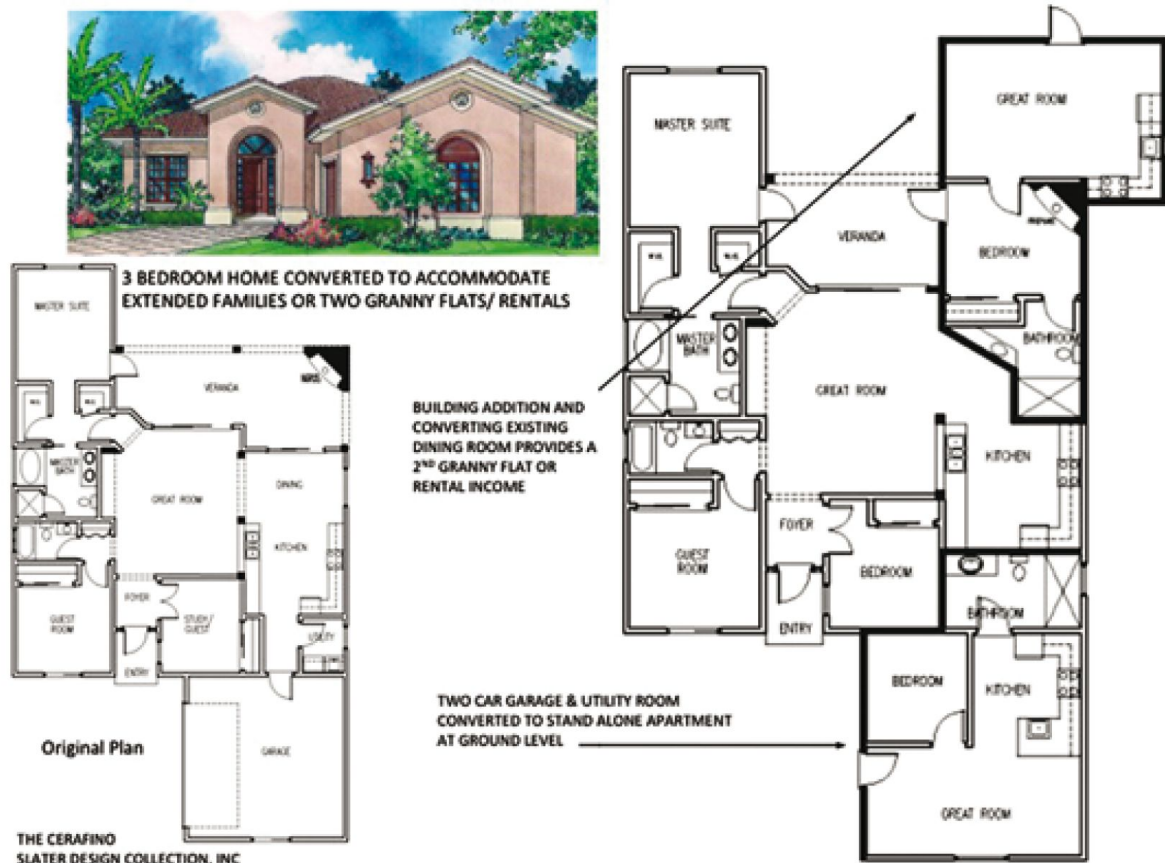 3 BEDROOM HOME CONVERTED TO ACCOMMODATE
EXTENDED FAMILIES OR TWO GRANNY FLATS/ RENTALS
MASTER SUITE
VERANDA
W.I.C.
W.I.C.
MASTER
BATH
GREAT ROOM
DINING
KITCHEN
GUEST
ROOM
FOYER
STUDY/
GUEST
UTILITY
ENTRY
GARAGE
Original Plan
THE CERAFINO
SLATER DESIGN COLLECTION, INC
BUILDING ADDITION AND
CONVERTING EXISTING
DINING ROOM PROVIDES A
2ND GRANNY FLAT OR
RENTAL INCOME
TWO CAR GARAGE & UTILITY ROOM
CONVERTED TO STAND ALONE APARTMENT
AT GROUND LEVEL
GREAT ROOM
MASTER SUITE
VERANDA
BEDROOM
W.I.C.
W.I.C.
MASTER
BATH
BATHROOM
GREAT ROOM
KITCHEN
FOYER
GUEST
ROOM
BEDROOM
ENTRY
BATHROOM
BEDROOM
KITCHEN
GREAT ROOM